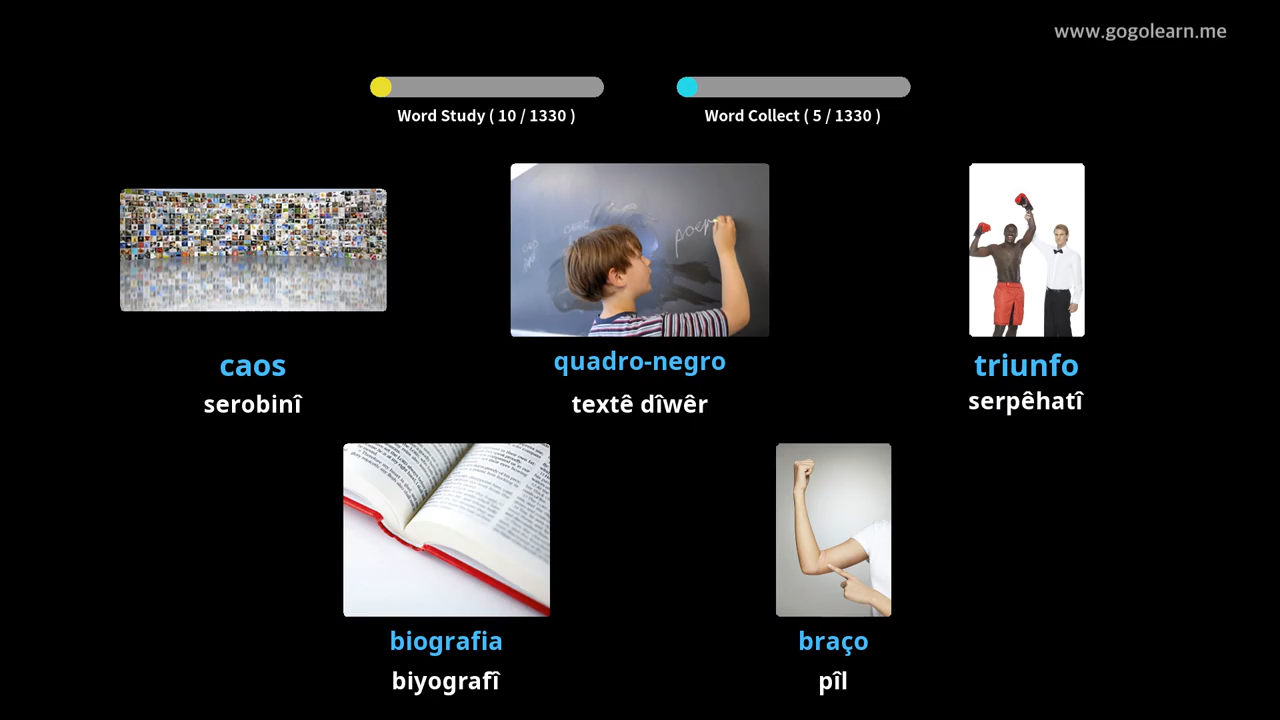 www.gogolearn.me
Word Study ( 10 / 1330 )
Word Collect ( 5 / 1330 )
caos
serobinî
quadro-negro
textê dîwêr
triunfo
serpêhatî
biografia
biyografî
braço
pîl